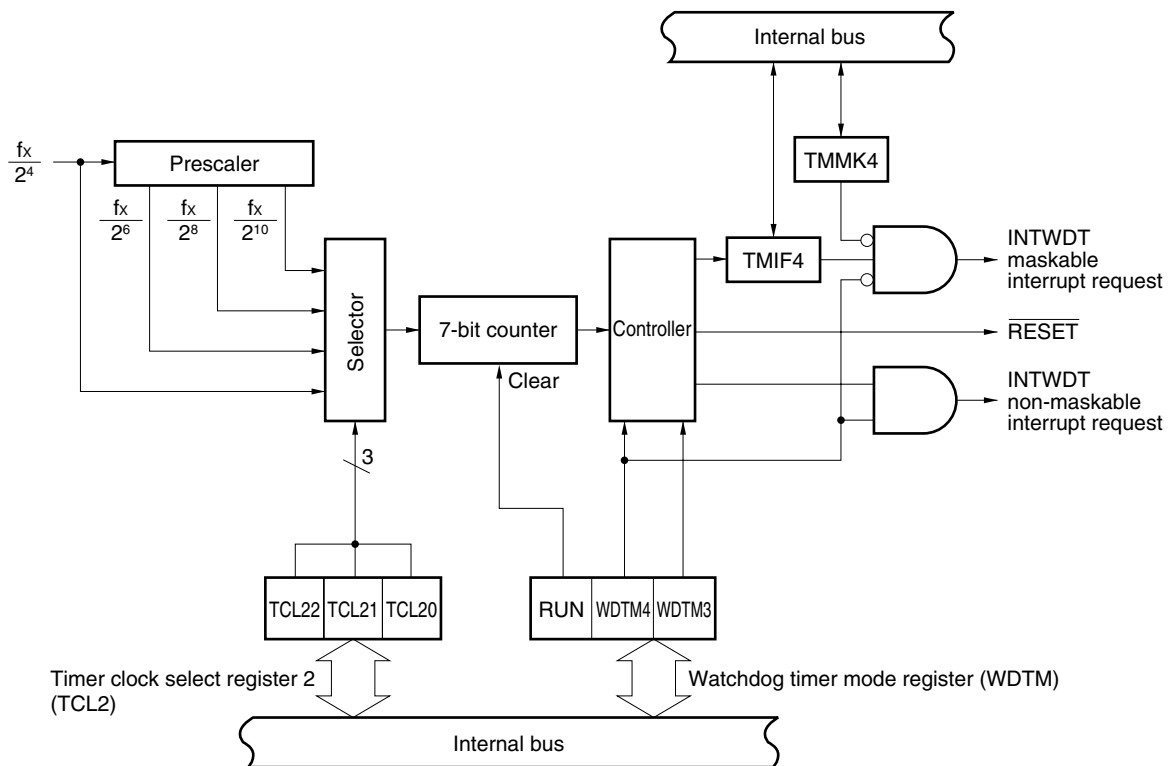 Internal bus
fX
2⁴
Prescaler
TMMK4
fX
2⁶
fX
2⁸
fX
2¹⁰
INTWDT
maskable
interrupt request
TMIF4
Selector
7-bit counter
Controller
RESET
Clear
INTWDT
non-maskable
interrupt request
3
TCL22
TCL21
TCL20
RUN
WDTM4
WDTM3
Timer clock select register 2
(TCL2)
Watchdog timer mode register (WDTM)
Internal bus